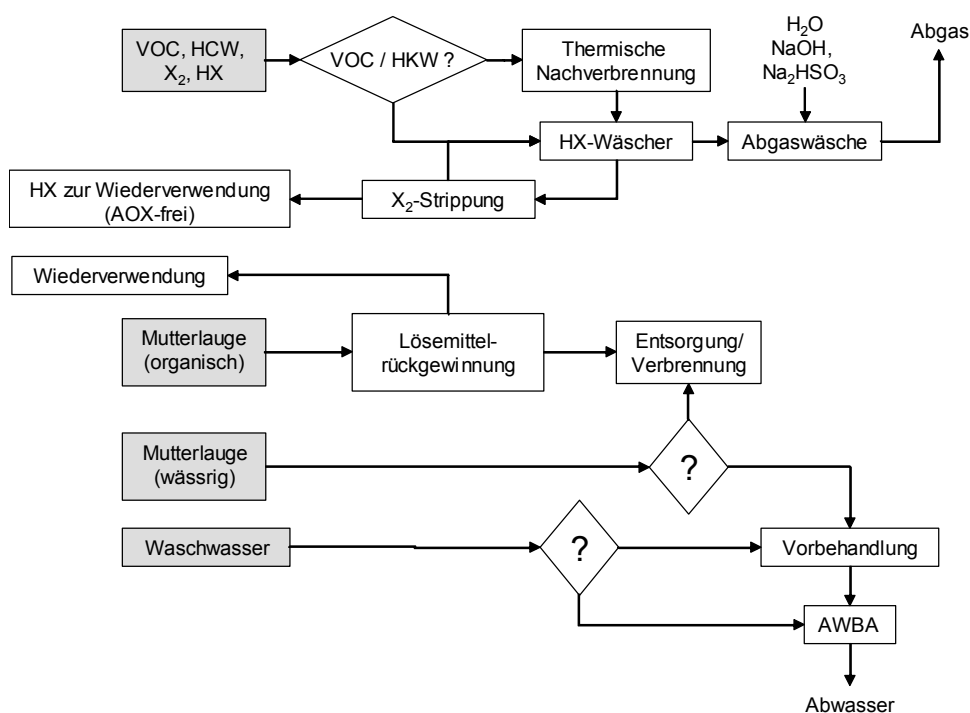 VOC, HCW,
X₂, HX
VOC / HKW ?
Thermische
Nachverbrennung
H₂O
NaOH,
Na₂HSO₃
Abgas
HX-Wäscher
Abgaswäsche
HX zur Wiederverwendung
(AOX-frei)
X₂-Strippung
Wiederverwendung
Mutterlauge
(organisch)
Lösemittel-
rückgewinnung
Entsorgung/
Verbrennung
Mutterlauge
(wässrig)
?
Waschwasser
?
Vorbehandlung
AWBA
Abwasser